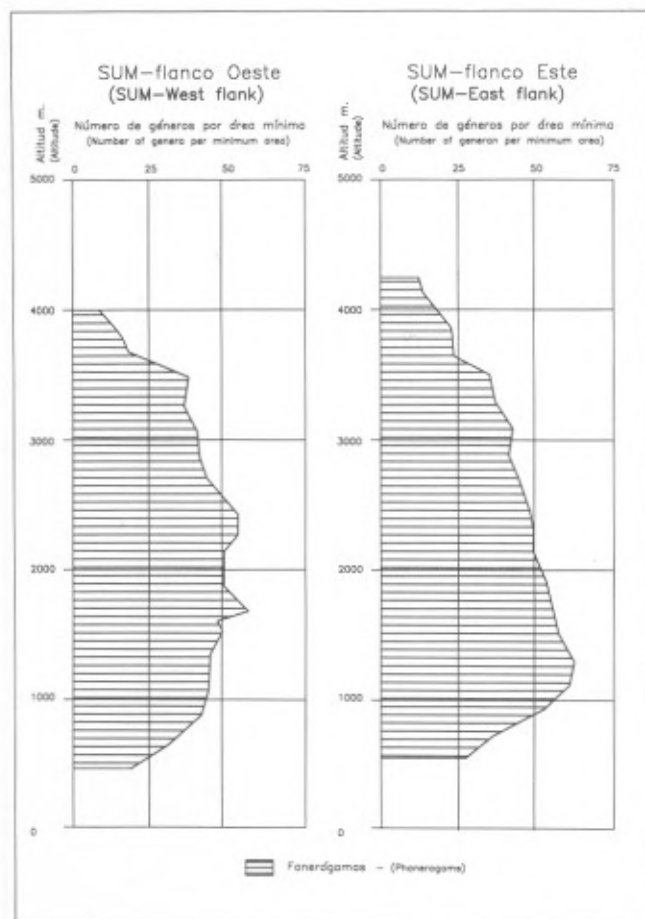 SUM-flanco Oeste
(SUM-West flank)
Altitud m.
(Altitude)
Número de géneros por área mínima
(Number of genera per minimum area)
0 25 50 75
5000
4000
3000
2000
1000
0
SUM-flanco Este
(SUM-East flank)
Altitud m.
(Altitude)
Número de géneros por área mínima
(Number of generan per minimum area)
0 25 50 75
5000
4000
3000
2000
1000
0
Fanerógamas - (Phanerogams)